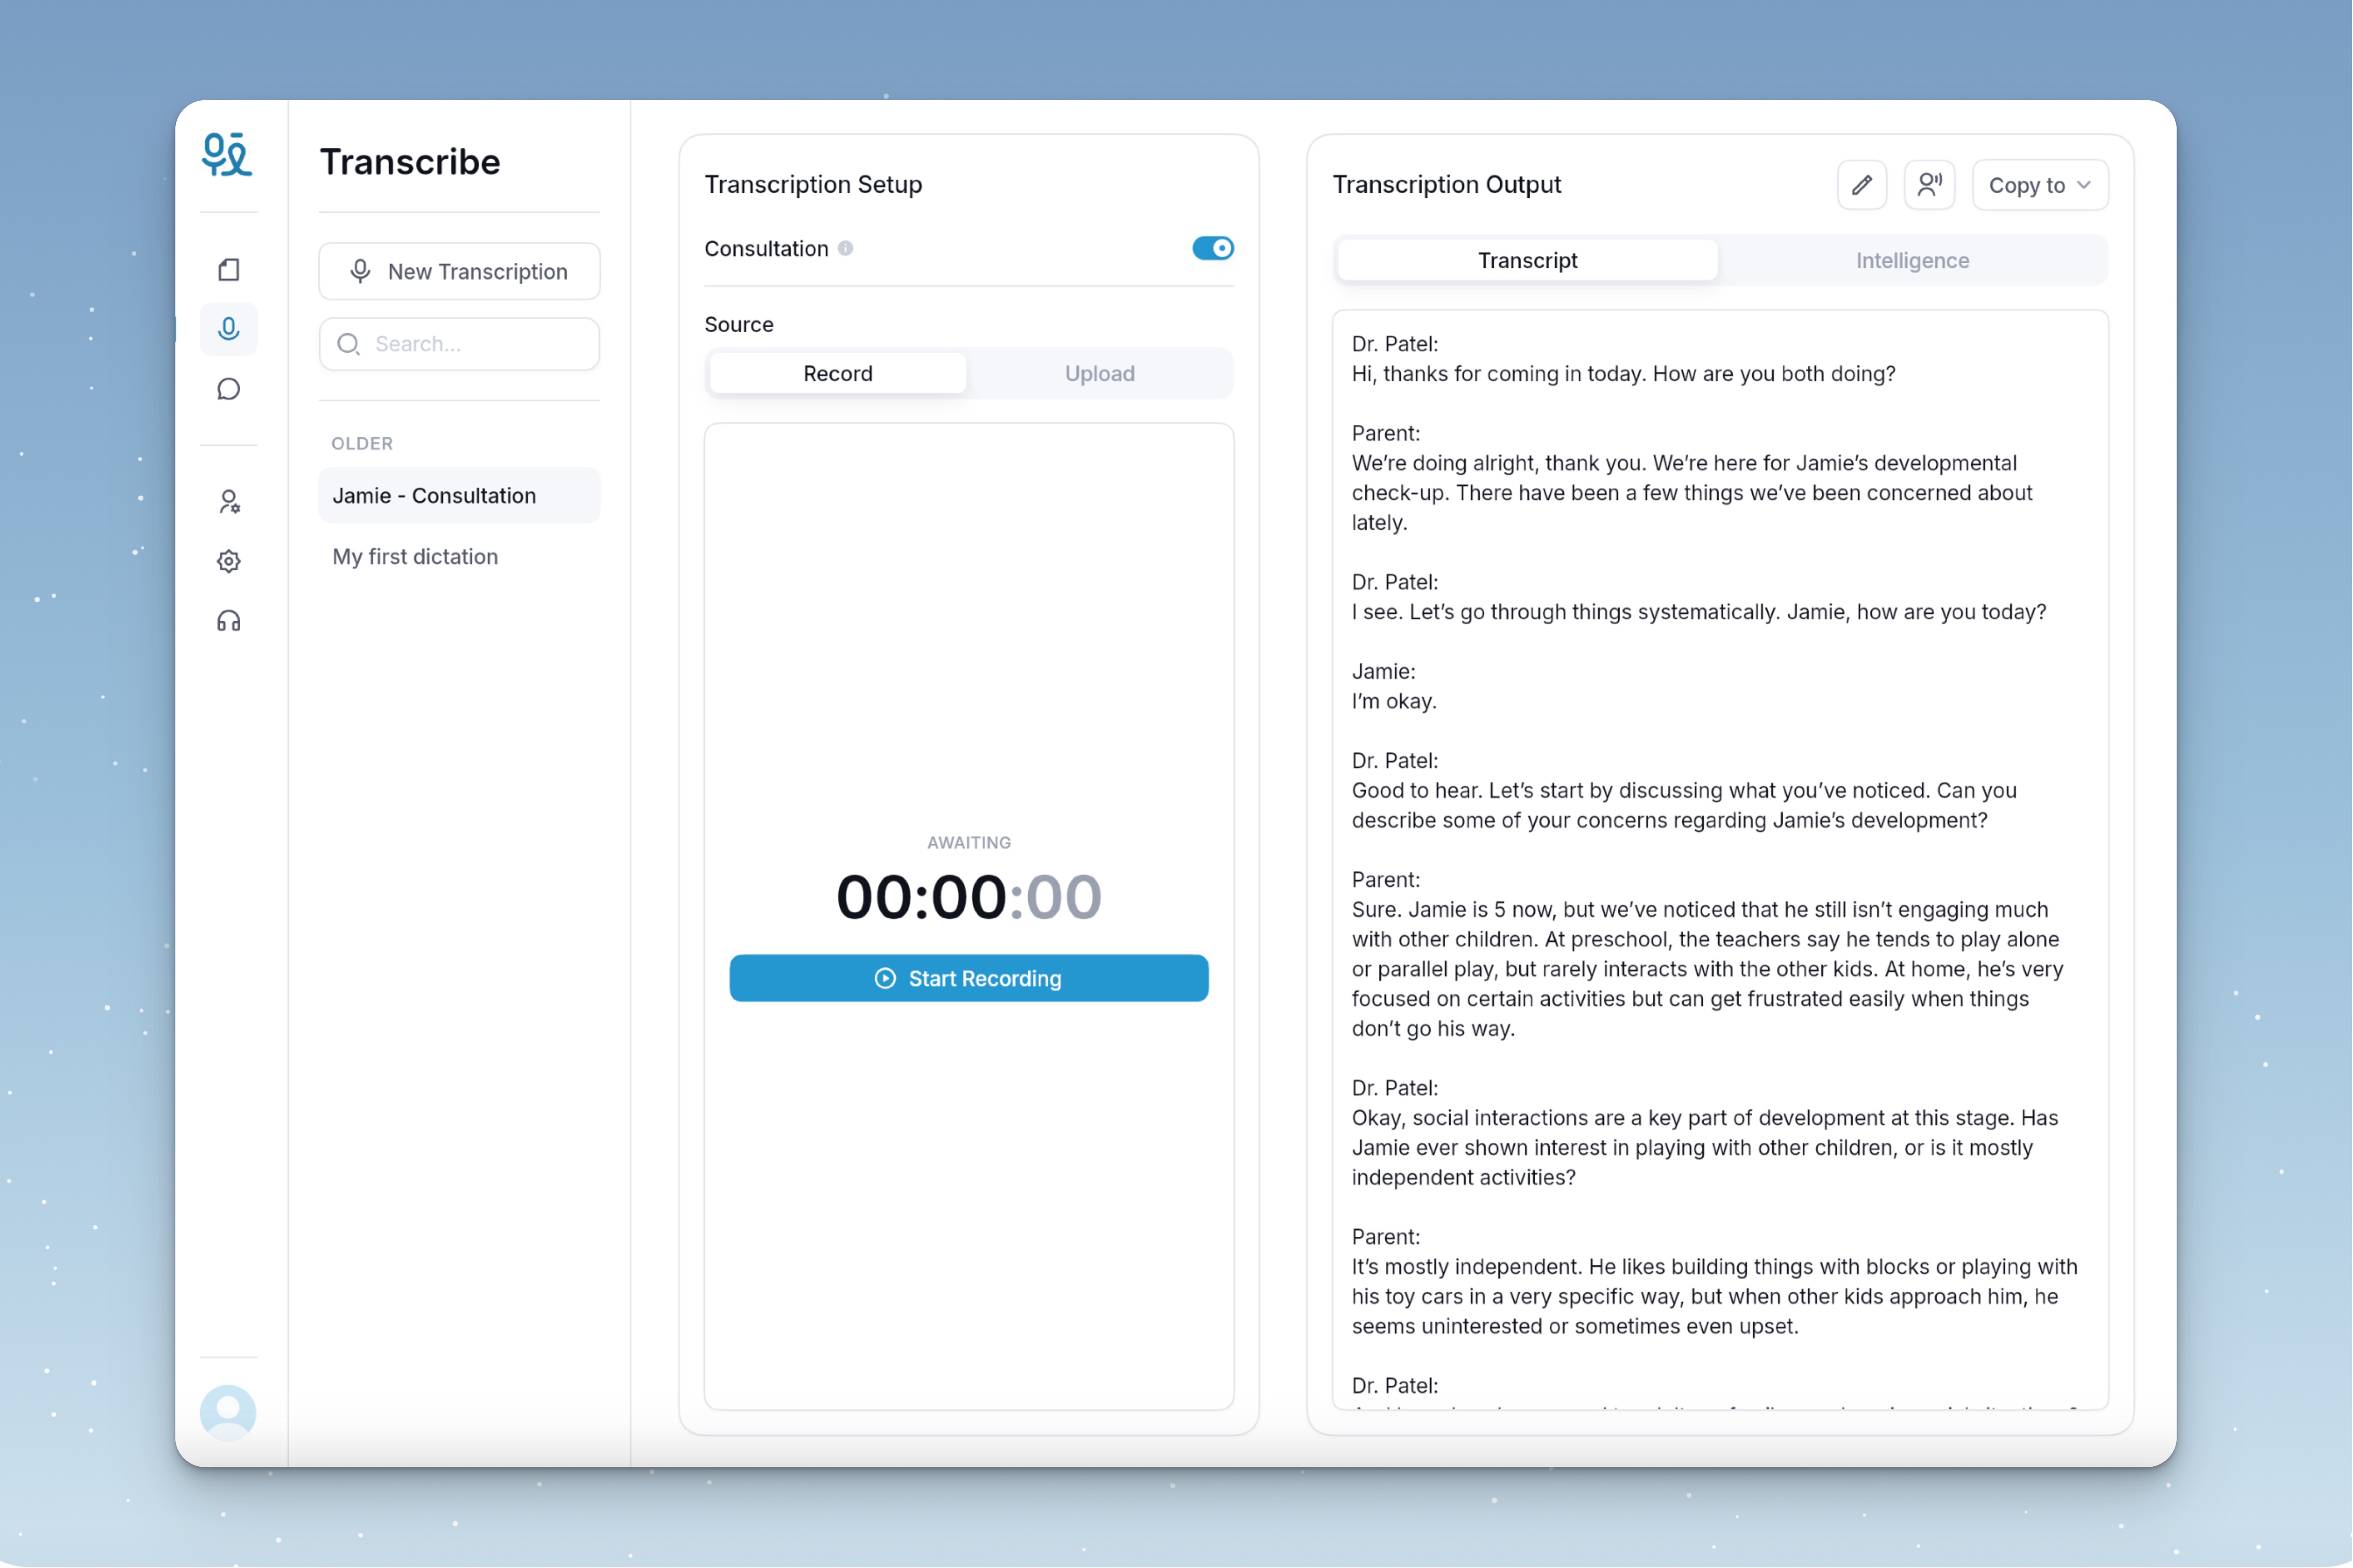 Transcribe
New Transcription
Search...
OLDER
Jamie - Consultation
My first dictation
Transcription Setup
Consultation
Source
Record
Upload
AWAITING
00:00:00
Start Recording
Transcription Output
Copy to
Transcript
Intelligence
Dr. Patel:
Hi, thanks for coming in today. How are you both doing?
Parent:
We’re doing alright, thank you. We’re here for Jamie’s developmental
check-up. There have been a few things we’ve been concerned about
lately.
Dr. Patel:
I see. Let’s go through things systematically. Jamie, how are you today?
Jamie:
I’m okay.
Dr. Patel:
Good to hear. Let’s start by discussing what you’ve noticed. Can you
describe some of your concerns regarding Jamie’s development?
Parent:
Sure. Jamie is 5 now, but we’ve noticed that he still isn’t engaging much
with other children. At preschool, the teachers say he tends to play alone
or parallel play, but rarely interacts with the other kids. At home, he’s very
focused on certain activities but can get frustrated easily when things
don’t go his way.
Dr. Patel:
Okay, social interactions are a key part of development at this stage. Has
Jamie ever shown interest in playing with other children, or is it mostly
independent activities?
Parent:
It’s mostly independent. He likes building things with blocks or playing with
his toy cars in a very specific way, but when other kids approach him, he
seems uninterested or sometimes even upset.
Dr. Patel: